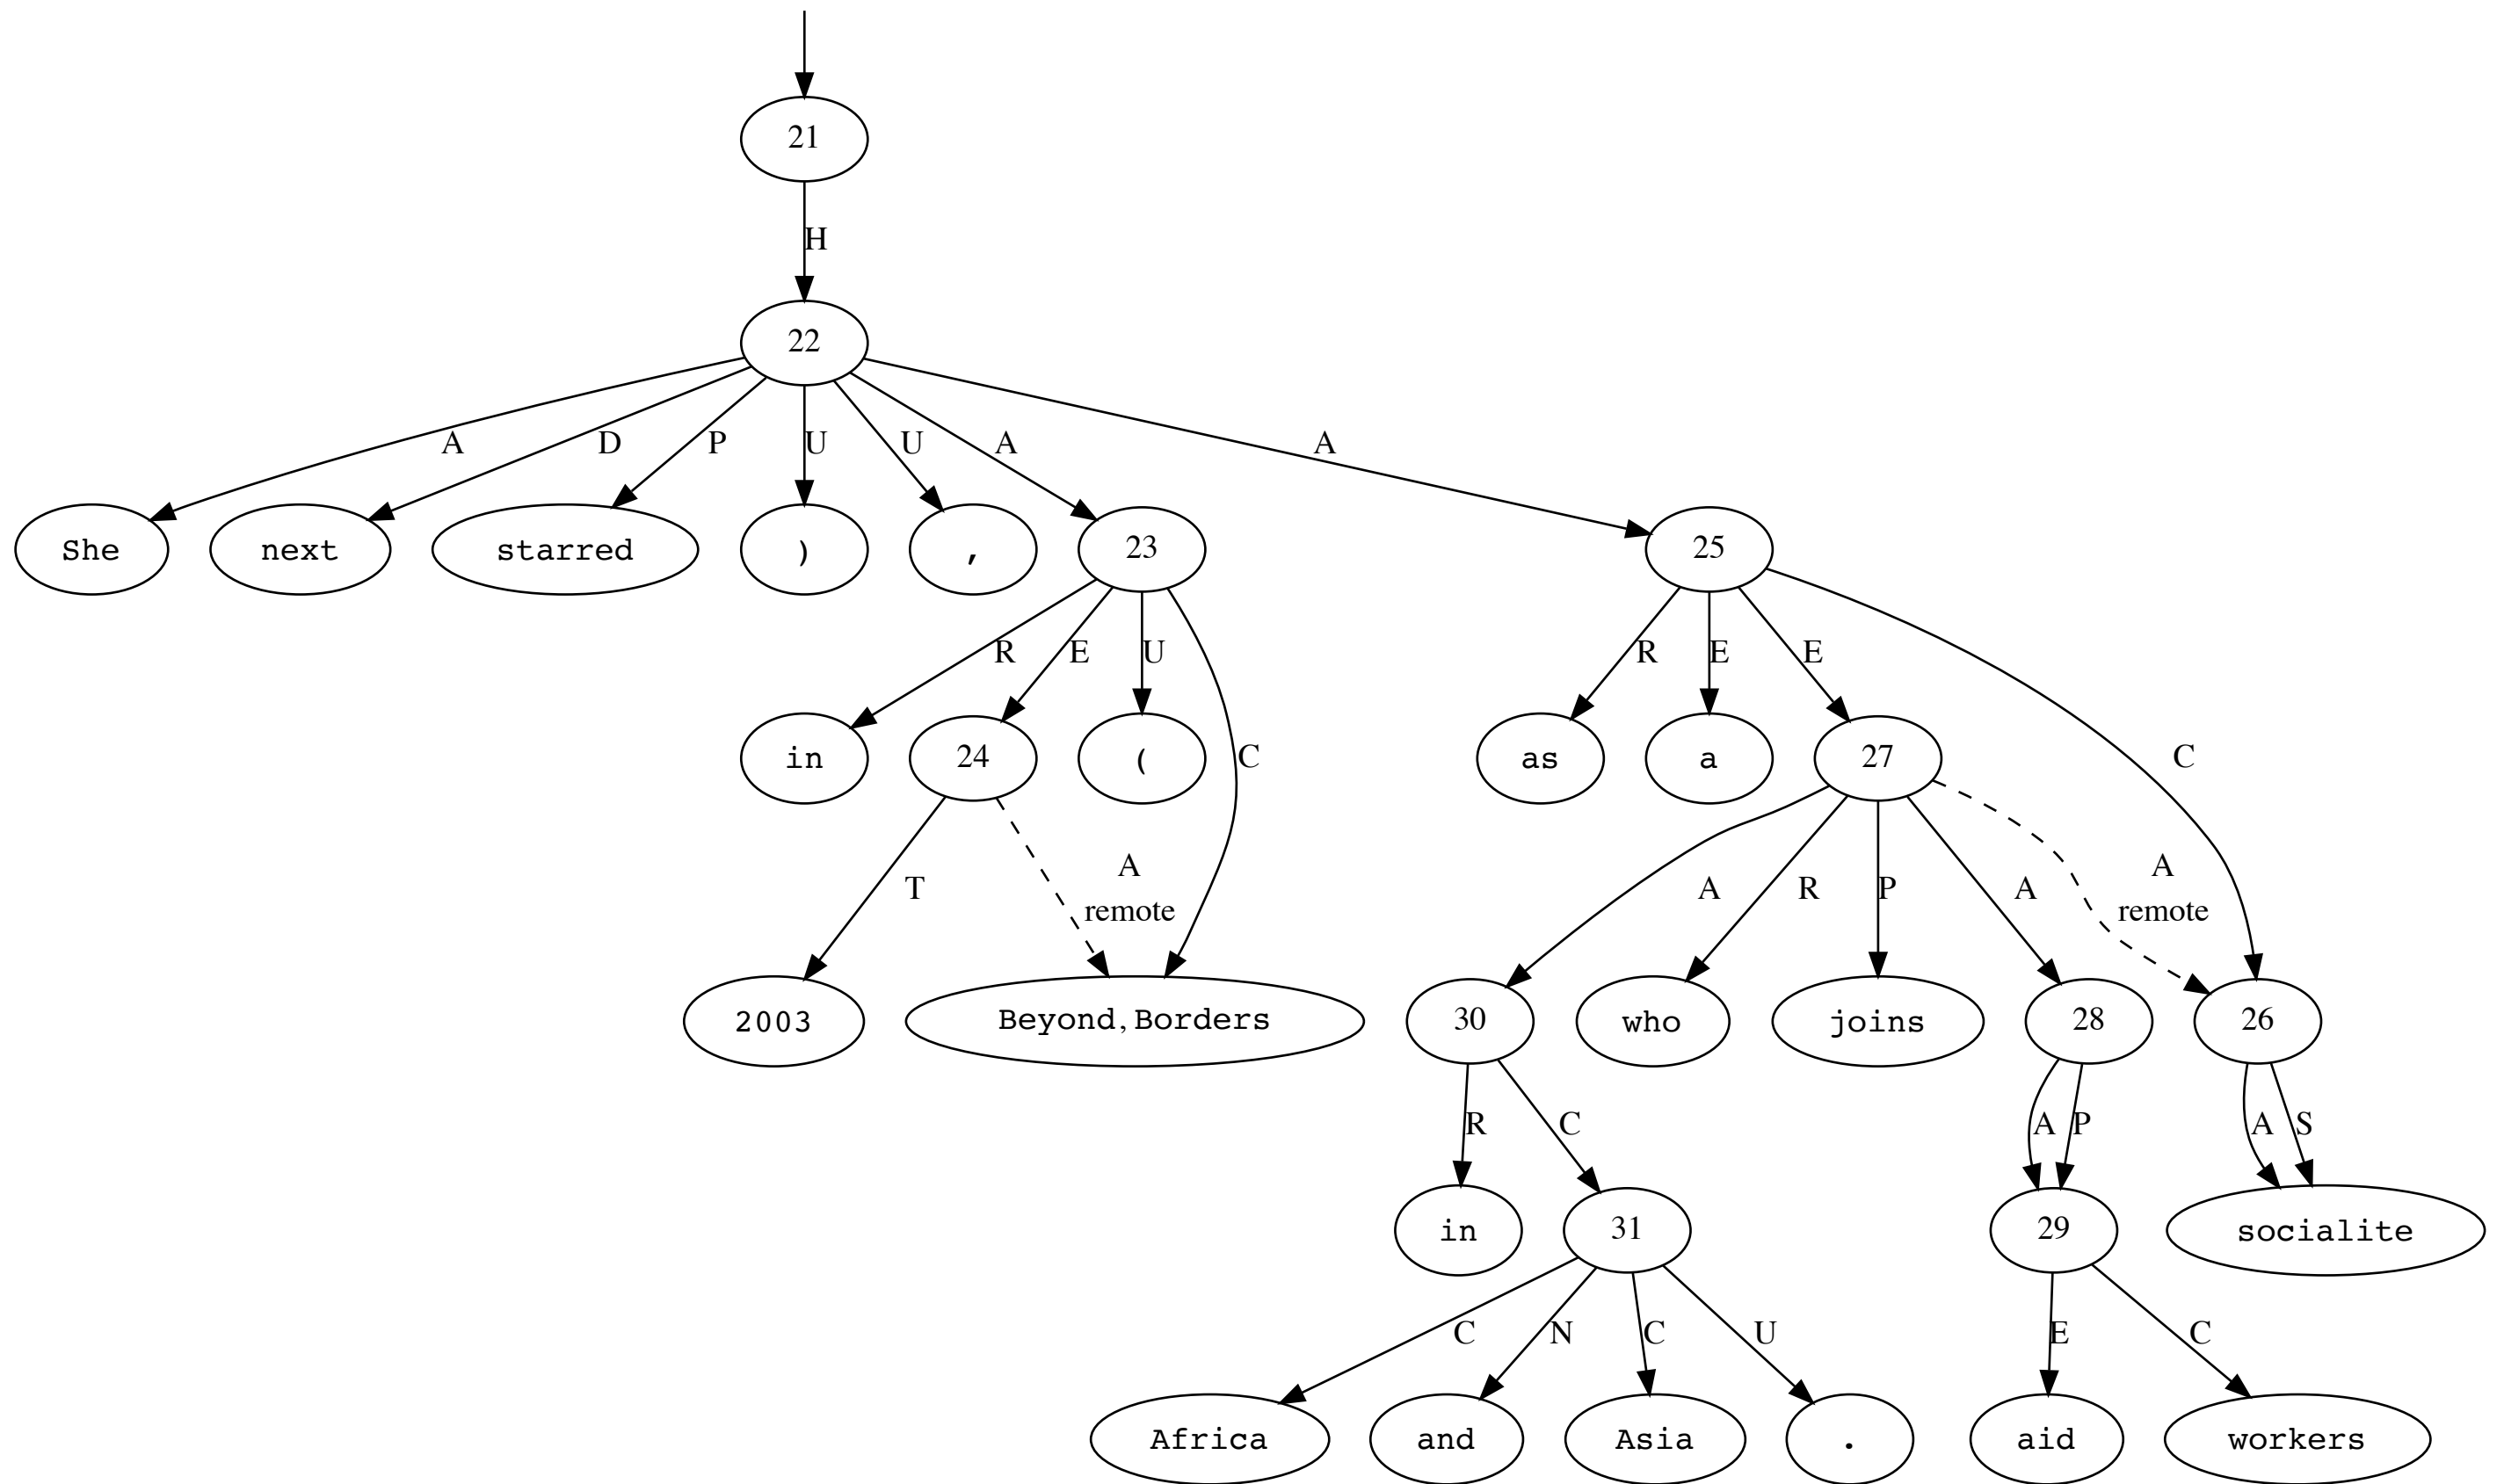 21
H
22
A D P U U A A
She next starred ) , 23 25
R E U R E E
in 24 ( C as a 27 C
T A remote A R P A A remote
2003 Beyond, Borders 30 who joins 28 26
R C A P A S
in 31 29 socialite
C N C U E C
Africa and Asia . aid workers